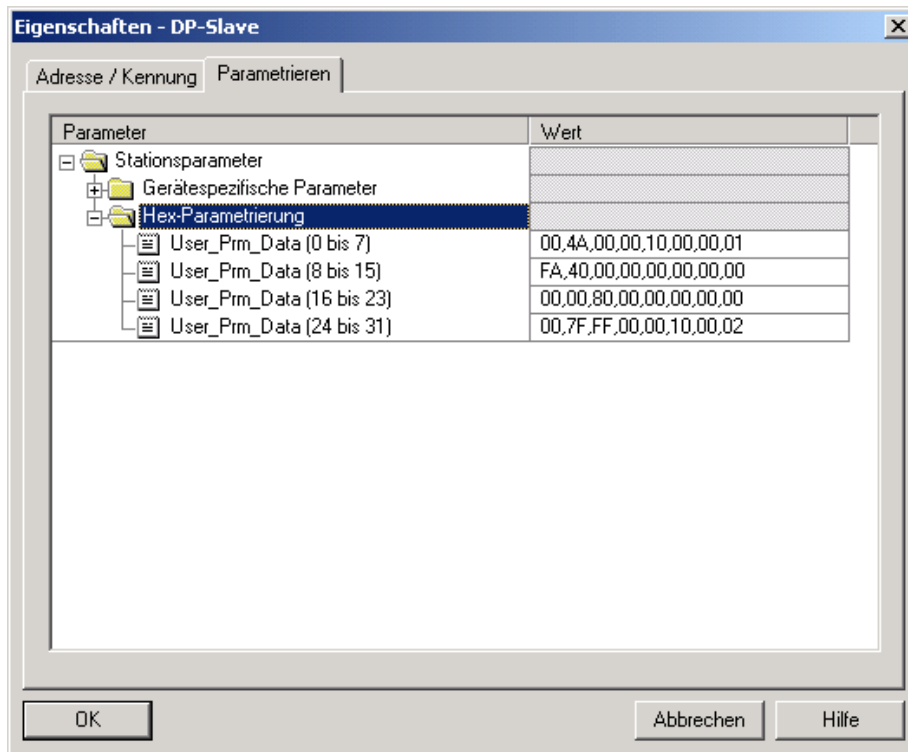 Eigenschaften - DP-Slave
Adresse / Kennung Parametrieren
Parameter Wert
Stationsparameter
Gerätespezifische Parameter
Hex-Parametrierung
User_Prm_Data (0 bis 7) 00,4A,00,00,10,00,00,01
User_Prm_Data (8 bis 15) FA,40,00,00,00,00,00,00
User_Prm_Data (16 bis 23) 00,00,80,00,00,00,00,00
User_Prm_Data (24 bis 31) 00,7F,FF,00,00,10,00,02
OK Abbrechen Hilfe